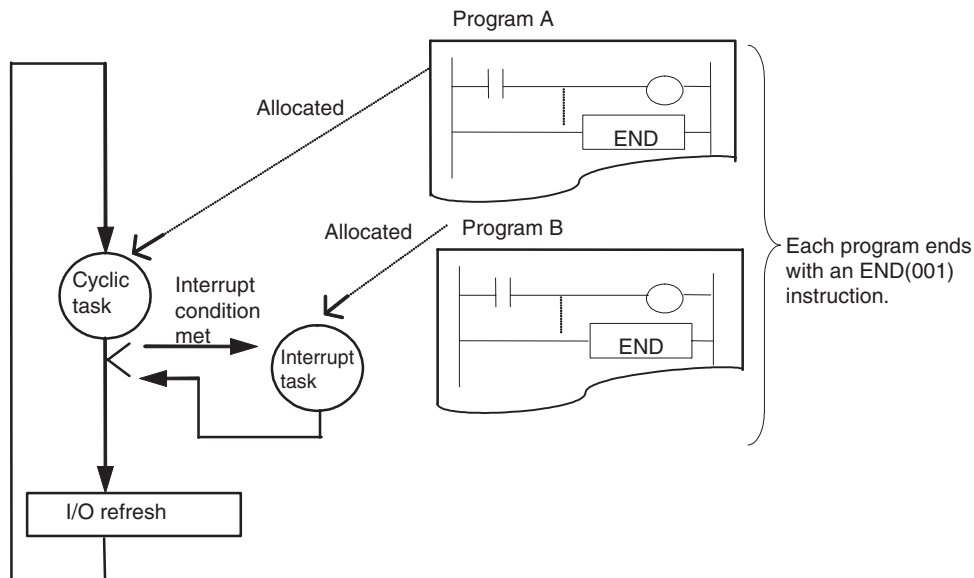 Program A
Allocated
END
Program B
Allocated
Each program ends
with an END(001)
instruction.
Cyclic
task
Interrupt
condition
met
Interrupt
task
END
I/O refresh